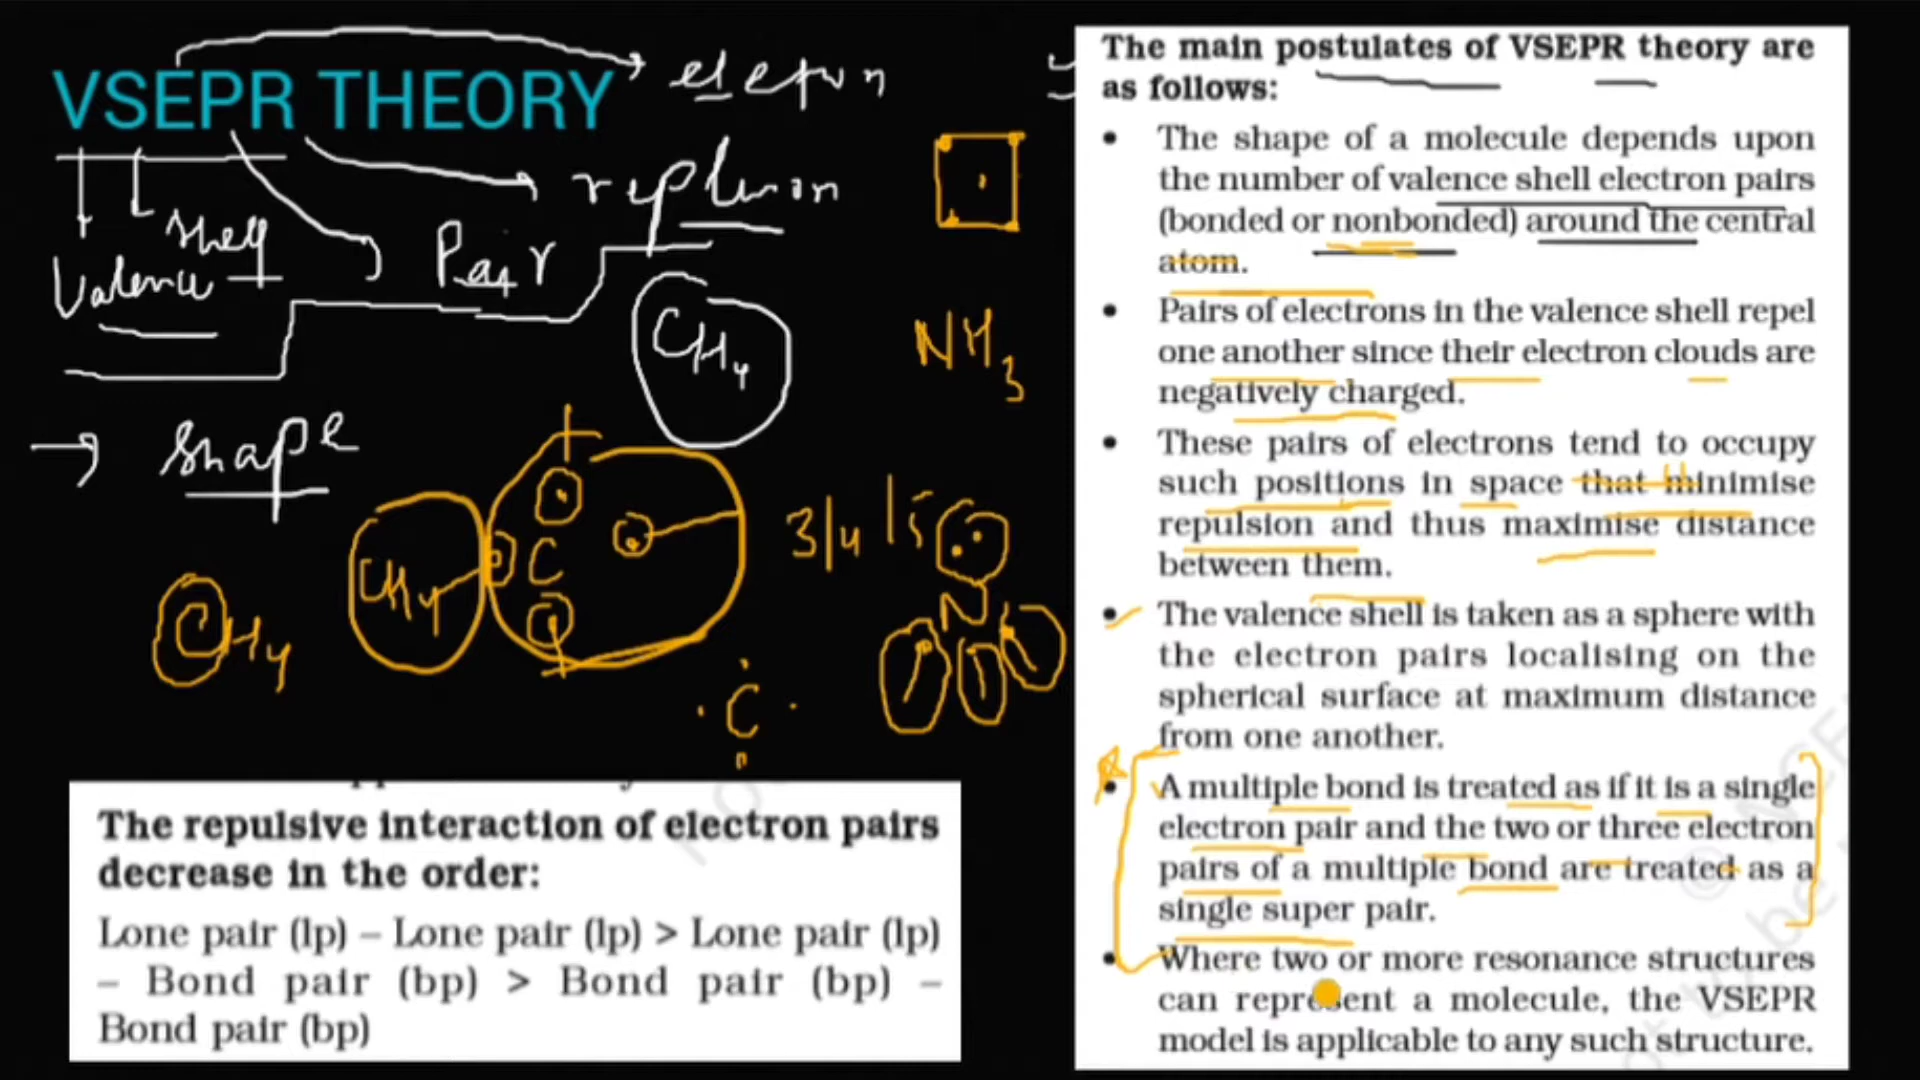 VSEPR THEORY
eletron
replusion
Shell
Valence
Pair
CH4
NH3
→ Shape
CH4
C
3/4/5
N
CH4
C
The repulsive interaction of electron pairs
decrease in the order:
Lone pair (lp) – Lone pair (lp) > Lone pair (lp)
– Bond pair (bp) > Bond pair (bp) –
Bond pair (bp)
The main postulates of VSEPR theory are
as follows:
• The shape of a molecule depends upon
the number of valence shell electron pairs
(bonded or nonbonded) around the central
atom.
• Pairs of electrons in the valence shell repel
one another since their electron clouds are
negatively charged.
• These pairs of electrons tend to occupy
such positions in space that minimise
repulsion and thus maximise distance
between them.
• The valence shell is taken as a sphere with
the electron pairs localising on the
spherical surface at maximum distance
from one another.
• A multiple bond is treated as if it is a single
electron pair and the two or three electron
pairs of a multiple bond are treated as a
single super pair.
• Where two or more resonance structures
can represent a molecule, the VSEPR
model is applicable to any such structure.